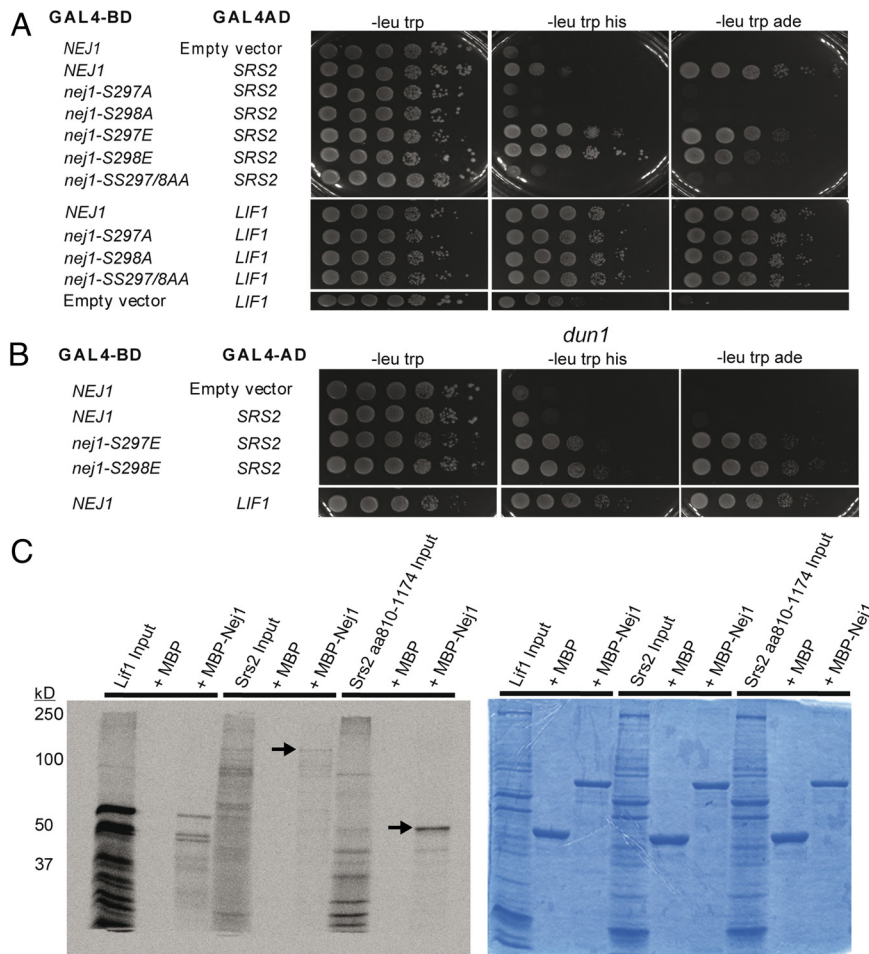 A
GAL4-BD GAL4AD -leu trp -leu trp his -leu trp ade
NEJ1 Empty vector
NEJ1 SRS2
nej1-S297A SRS2
nej1-S298A SRS2
nej1-S297E SRS2
nej1-S298E SRS2
nej1-SS297/8AA SRS2
NEJ1 LIF1
nej1-S297A LIF1
nej1-S298A LIF1
nej1-SS297/8AA LIF1
Empty vector LIF1
B
dun1
GAL4-BD GAL4-AD -leu trp -leu trp his -leu trp ade
NEJ1 Empty vector
NEJ1 SRS2
nej1-S297E SRS2
nej1-S298E SRS2
NEJ1 LIF1
C
Lif1 Input
+ MBP
+ MBP-Nej1
Srs2 Input
+ MBP
+ MBP-Nej1
Srs2 aa810-1174 Input
+ MBP
+ MBP-Nej1
Lif1 Input
+ MBP
+ MBP-Nej1
Srs2 Input
+ MBP
+ MBP-Nej1
Srs2 aa810-1174 Input
+ MBP
+ MBP-Nej1
kD
250
100
50
37